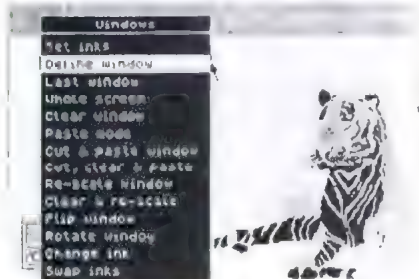 Windows
Set inks
Define window
Last window
Whole screen
Clear window
Paste mode
Cut & paste window
Cut, clear & paste
Re-scale window
Clear & re-scale
Flip window
Rotate window
Change ink
Swap inks